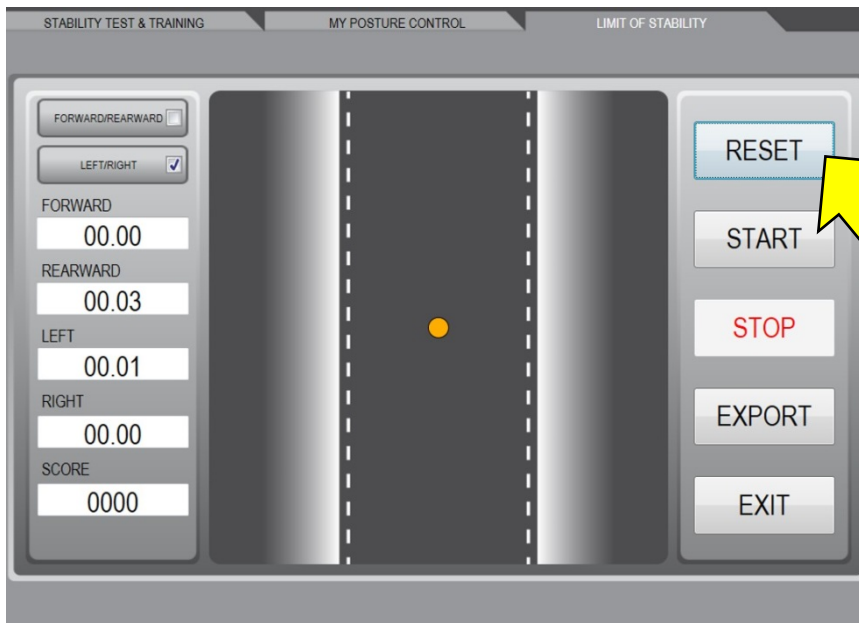 STABILITY TEST & TRAINING
MY POSTURE CONTROL
LIMIT OF STABILITY
FORWARD/REARWARD
LEFT/RIGHT
FORWARD
00.00
REARWARD
00.03
LEFT
00.01
RIGHT
00.00
SCORE
0000
RESET
START
STOP
EXPORT
EXIT